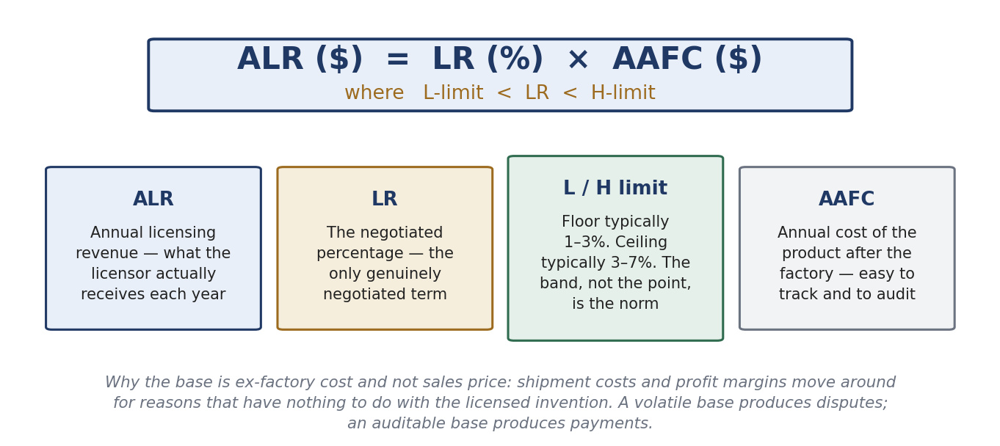 ALR ($) = LR (%) × AAFC ($)
where L-limit < LR < H-limit
ALR
Annual licensing
revenue — what the
licensor actually
receives each year
LR
The negotiated
percentage — the
only genuinely
negotiated term
L / H limit
Floor typically
1–3%. Ceiling
typically 3–7%. The
band, not the point,
is the norm
AAFC
Annual cost of the
product after the
factory — easy to
track and to audit
Why the base is ex-factory cost and not sales price: shipment costs and profit margins move around
for reasons that have nothing to do with the licensed invention. A volatile base produces disputes;
an auditable base produces payments.